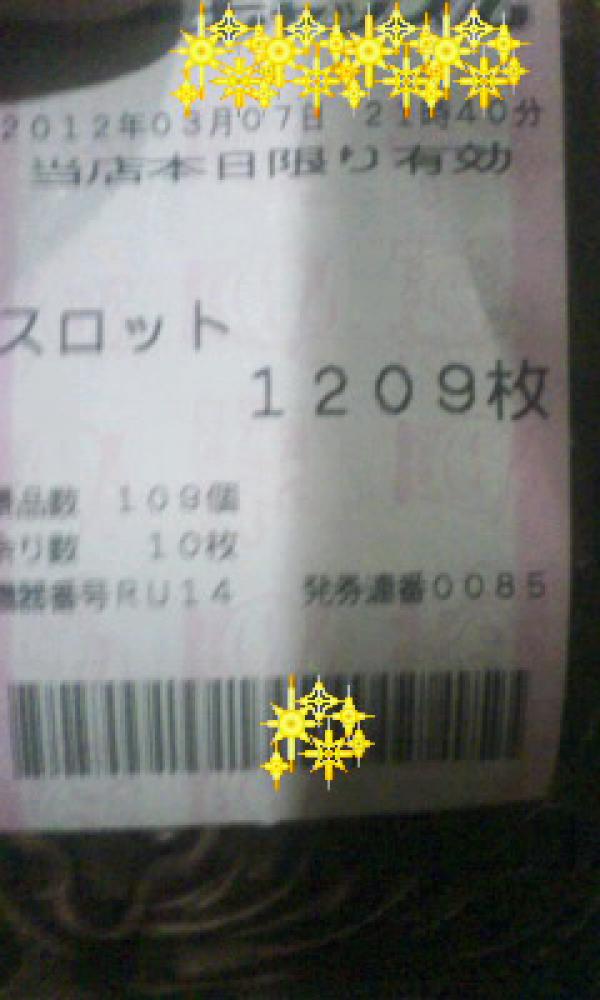 2012年03月07日 21時40分
当店本日限り有効
スロット
1209枚
景品数 109個
余り数 10枚
機器番号RU14 発券連番0085